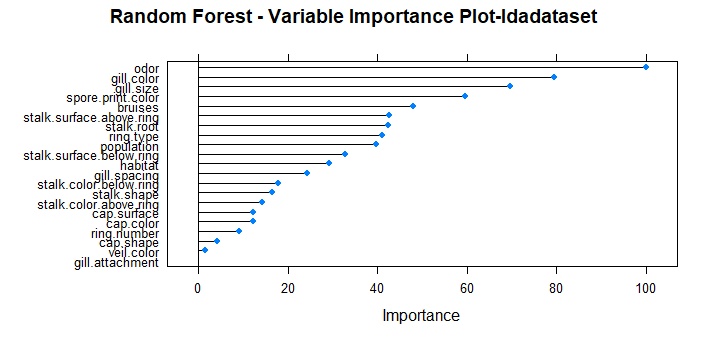 Random Forest - Variable Importance Plot-ldadataset
odor
gill.color
gill.size
spore.print.color
bruises
stalk.surface.above.ring
stalk.root
ring.type
population
stalk.surface.below.ring
habitat
gill.spacing
stalk.color.below.ring
stalk.shape
stalk.color.above.ring
cap.surface
cap.color
ring.number
cap.shape
veil.color
gill.attachment
0 20 40 60 80 100
Importance